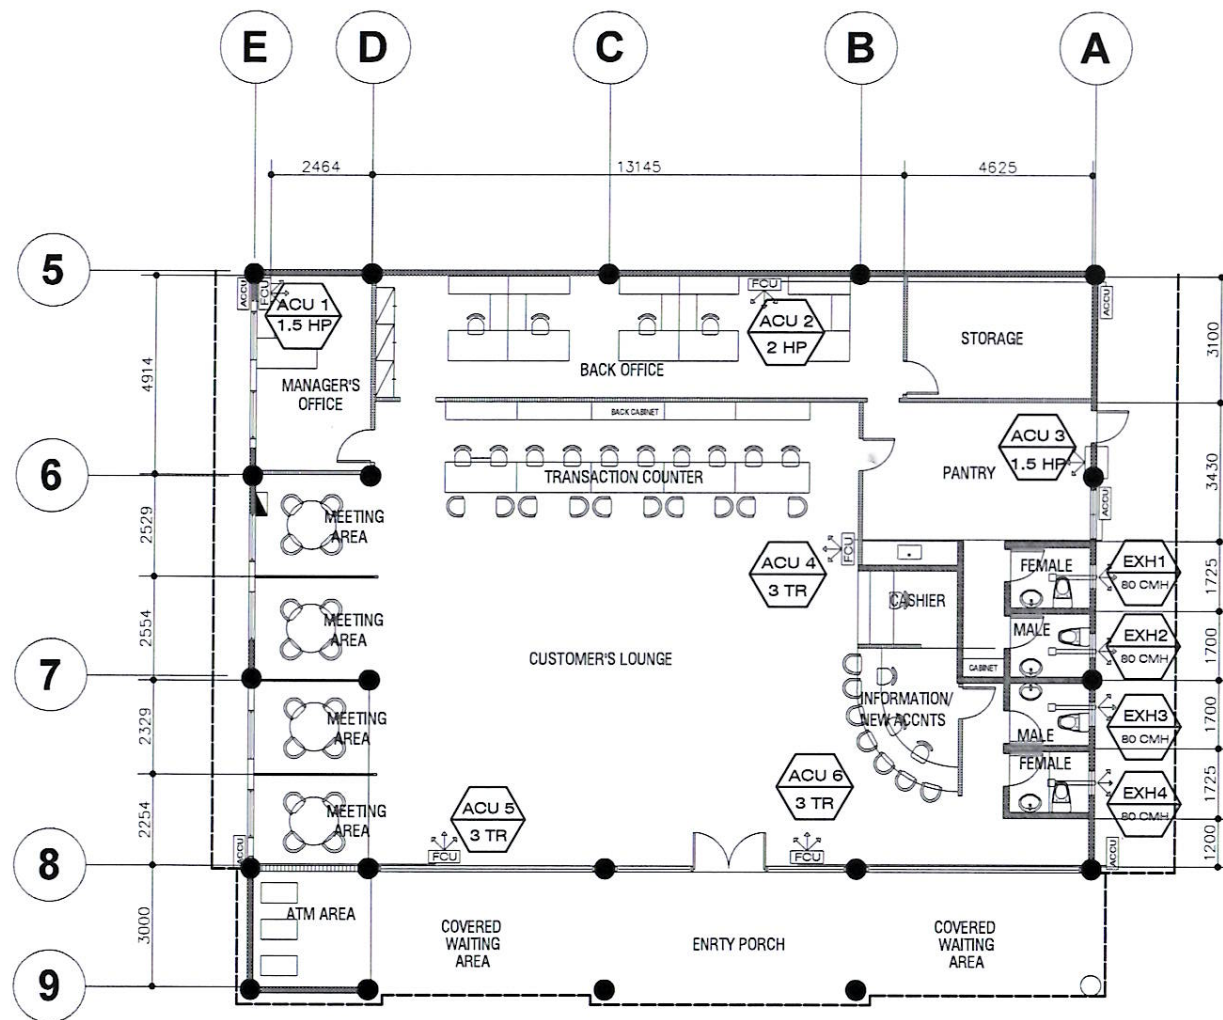 E
D
C
B
A
2464
13145
4625
5
6
7
8
9
4914
2529
2554
2329
2254
3000
3100
3430
1725
1700
1700
1725
1200
ACCU
FCU
ACU 1
1.5 HP
MANAGER'S
OFFICE
FCU
ACU 2
2 HP
BACK OFFICE
STORAGE
ACCU
BACK CABINET
TRANSACTION COUNTER
ACU 3
1.5 HP
PANTRY
ACCU
MEETING
AREA
MEETING
AREA
MEETING
AREA
MEETING
AREA
FCU
ACU 4
3 TR
CASHIER
CUSTOMER'S LOUNGE
CABINET
INFORMATION/
NEW ACCNTS
FEMALE
MALE
MALE
FEMALE
EXH1
80 CMH
EXH2
80 CMH
EXH3
80 CMH
EXH4
80 CMH
ACU 5
3 TR
FCU
ACU 6
3 TR
FCU
ACCU
ACCU
ATM AREA
COVERED
WAITING
AREA
ENRTY PORCH
COVERED
WAITING
AREA